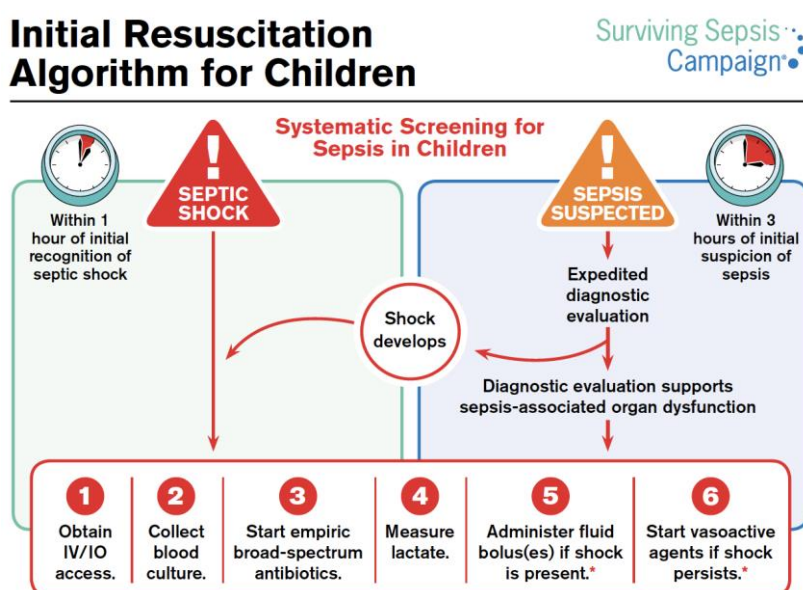 Initial Resuscitation
Algorithm for Children
Surviving Sepsis
Campaign®
Systematic Screening for
Sepsis in Children
Within 1
hour of initial
recognition of
septic shock
!
SEPTIC
SHOCK
!
SEPSIS
SUSPECTED
Within 3
hours of initial
suspicion of
sepsis
Expedited
diagnostic
evaluation
Shock
develops
Diagnostic evaluation supports
sepsis-associated organ dysfunction
1
Obtain
IV/IO
access.
2
Collect
blood
culture.
3
Start empiric
broad-spectrum
antibiotics.
4
Measure
lactate.
5
Administer fluid
bolus(es) if shock
is present.*
6
Start vasoactive
agents if shock
persists.*